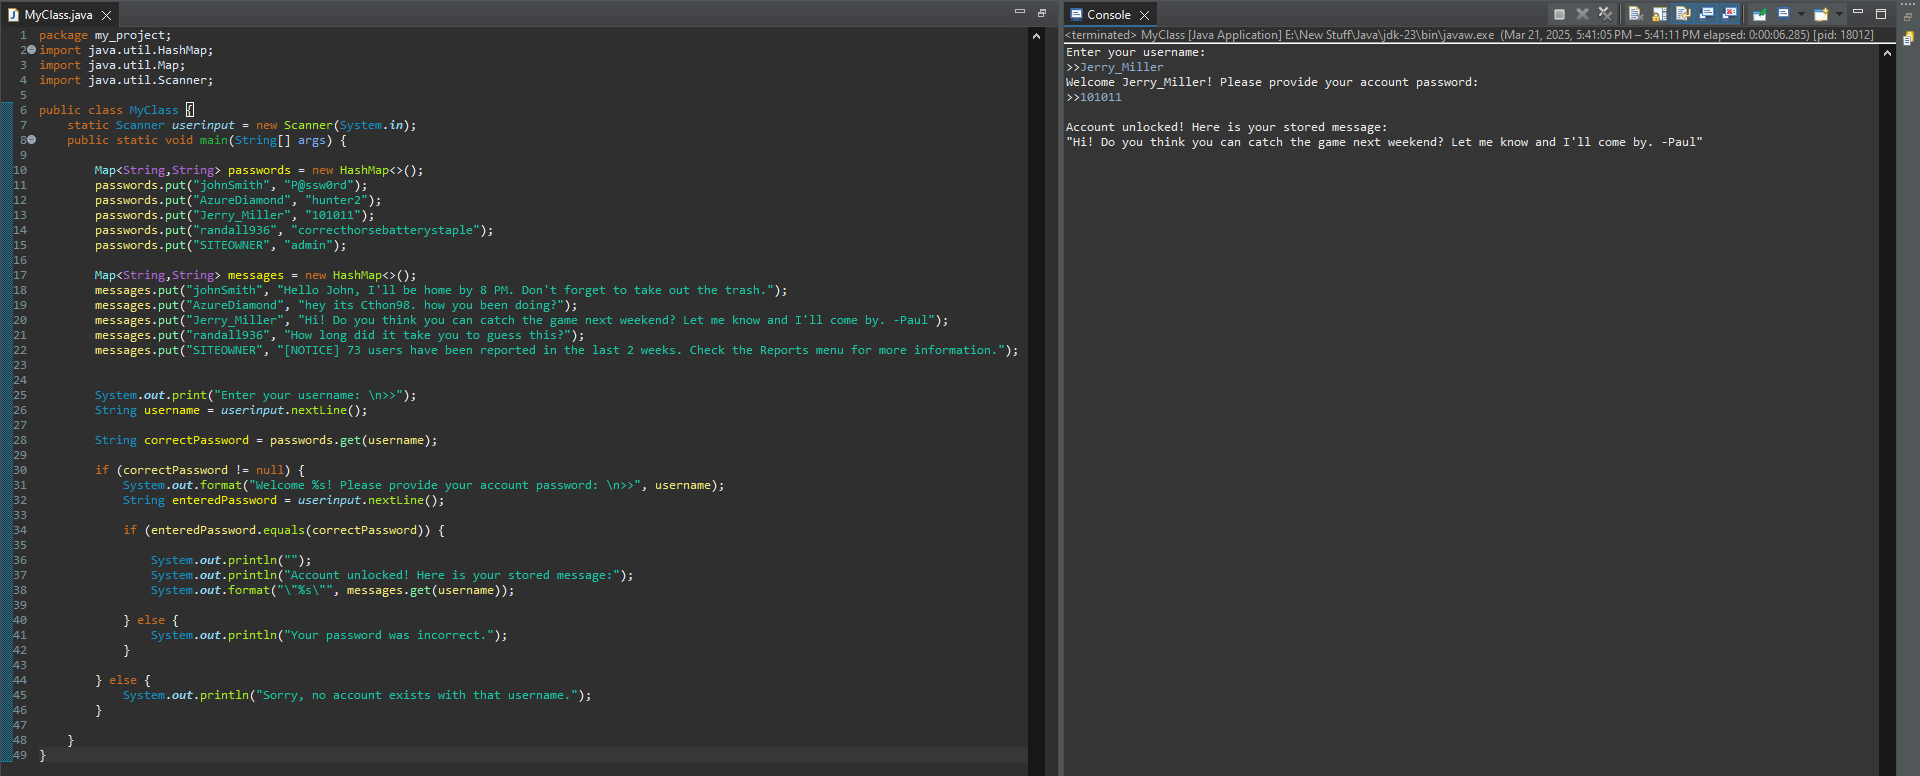 MyClass.java
1 package my_project;
2 import java.util.HashMap;
3 import java.util.Map;
4 import java.util.Scanner;
5
6 public class MyClass {
7     static Scanner userinput = new Scanner(System.in);
8     public static void main(String[] args) {
9
10         Map<String,String> passwords = new HashMap<>();
11         passwords.put("johnSmith", "P@ssw0rd");
12         passwords.put("AzureDiamond", "hunter2");
13         passwords.put("Jerry_Miller", "101011");
14         passwords.put("randall936", "correcthorsebatterystaple");
15         passwords.put("SITEOWNER", "admin");
16
17         Map<String,String> messages = new HashMap<>();
18         messages.put("johnSmith", "Hello John, I'll be home by 8 PM. Don't forget to take out the trash.");
19         messages.put("AzureDiamond", "hey its Cthon98. how you been doing?");
20         messages.put("Jerry_Miller", "Hi! Do you think you can catch the game next weekend? Let me know and I'll come by. -Paul");
21         messages.put("randall936", "How long did it take you to guess this?");
22         messages.put("SITEOWNER", "[NOTICE] 73 users have been reported in the last 2 weeks. Check the Reports menu for more information.");
23
24
25         System.out.print("Enter your username: \n>>");
26         String username = userinput.nextLine();
27
28         String correctPassword = passwords.get(username);
29
30         if (correctPassword != null) {
31             System.out.format("Welcome %s! Please provide your account password: \n>>", username);
32             String enteredPassword = userinput.nextLine();
33
34             if (enteredPassword.equals(correctPassword)) {
35
36                 System.out.println("");
37                 System.out.println("Account unlocked! Here is your stored message:");
38                 System.out.format("\"%s\"", messages.get(username));
39
40             } else {
41                 System.out.println("Your password was incorrect.");
42             }
43
44         } else {
45             System.out.println("Sorry, no account exists with that username.");
46         }
47
48     }
49 }
Console
<terminated> MyClass [Java Application] E:\New Stuff\Java\jdk-23\bin\javaw.exe (Mar 21, 2025, 5:41:05 PM – 5:41:11 PM elapsed: 0:00:06.285) [pid: 18012]
Enter your username:
>>Jerry_Miller
Welcome Jerry_Miller! Please provide your account password:
>>101011
Account unlocked! Here is your stored message:
"Hi! Do you think you can catch the game next weekend? Let me know and I'll come by. -Paul"